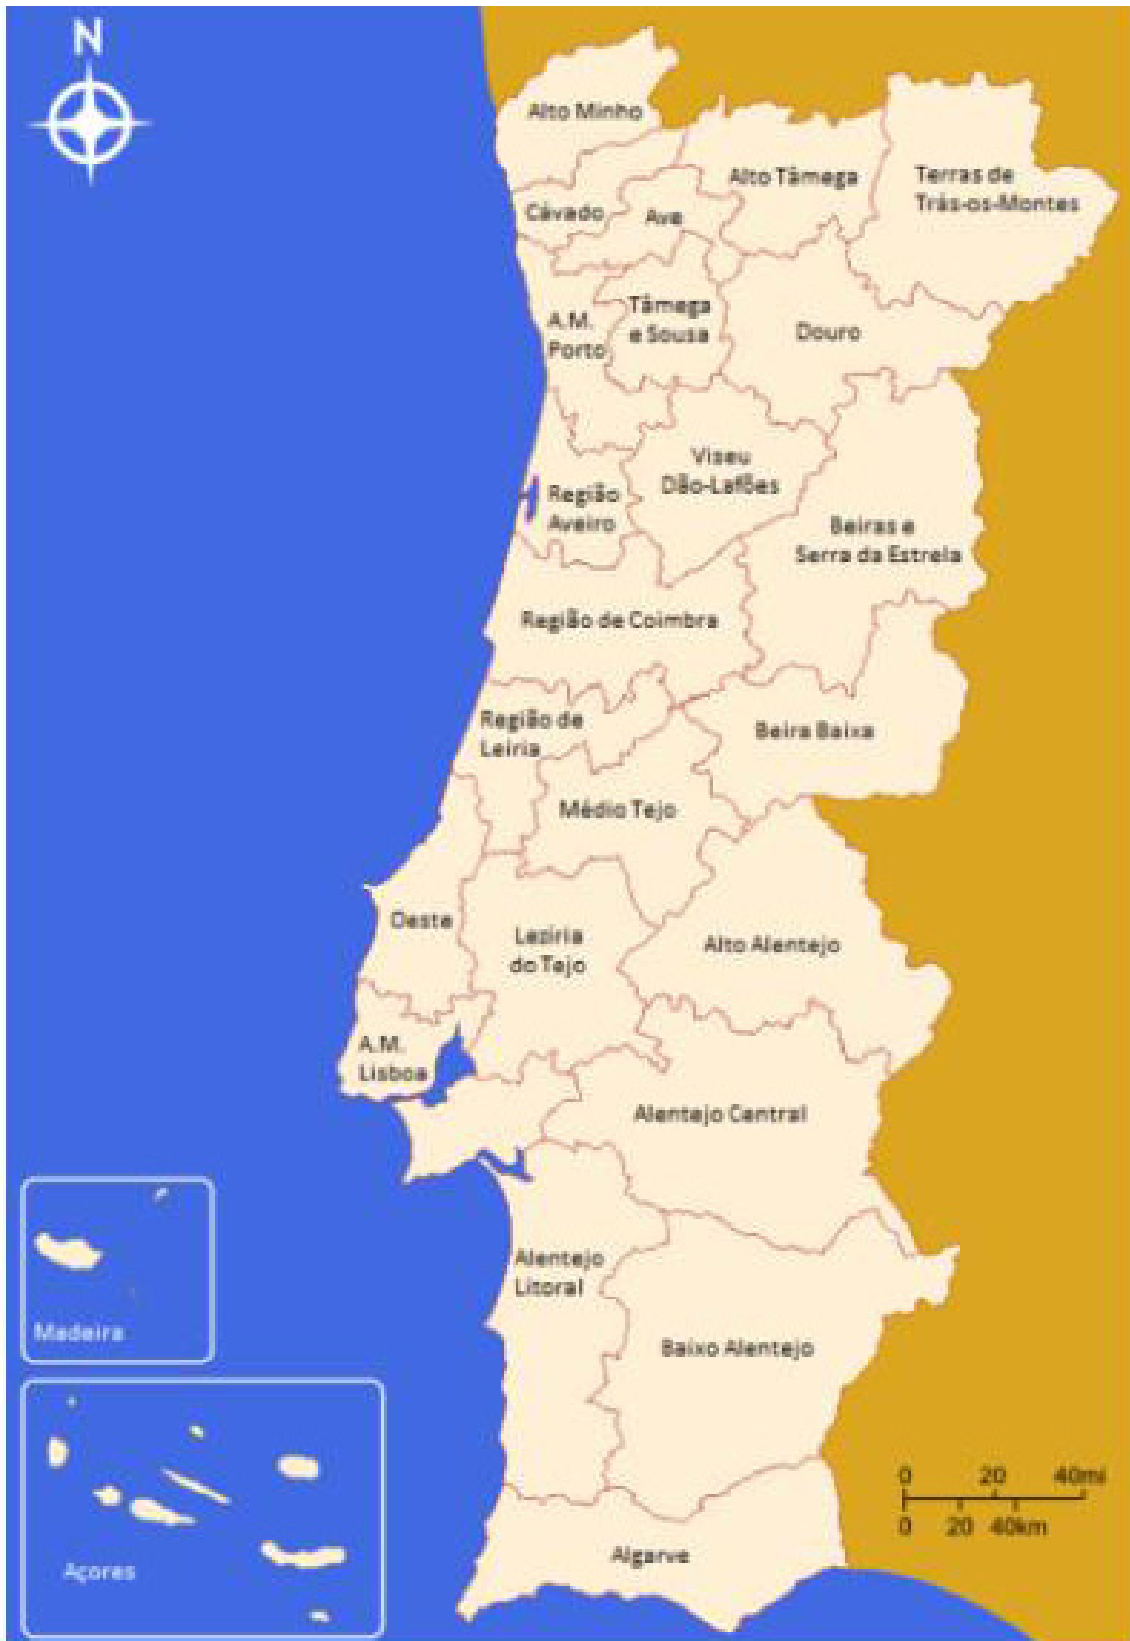 N
Alto Minho
Alto Tâmega
Terras de
Trás-os-Montes
Cávado
Ave
Tâmega
e Sousa
A.M.
Porto
Douro
Viseu
Dão-Lafões
Região
Aveiro
Beiras e
Serra da Estrela
Região de Coimbra
Região de
Leiria
Beira Baixa
Médio Tejo
Oeste
Lezíria
do Tejo
Alto Alentejo
A.M.
Lisboa
Alentejo Central
Alentejo
Litoral
Madeira
Baixo Alentejo
0 20 40mi
0 20 40km
Açores
Algarve